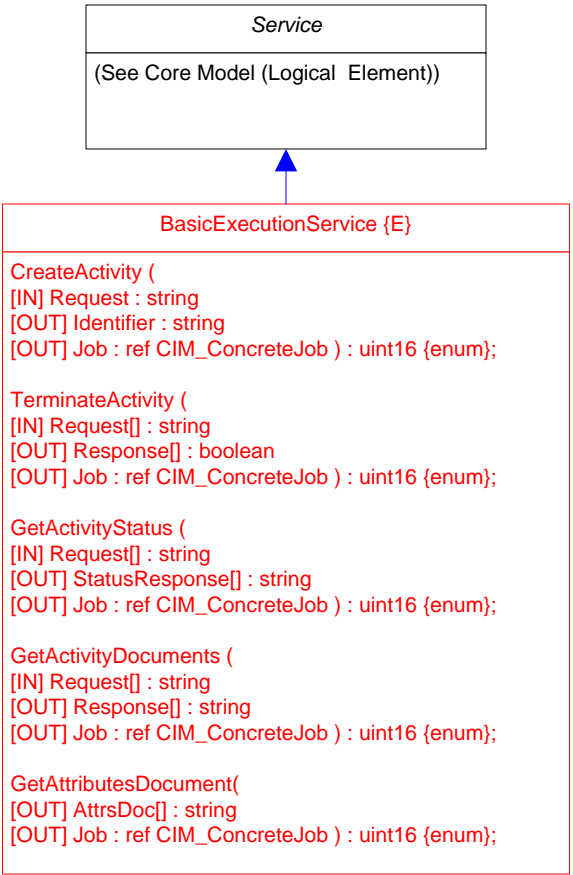 Service
(See Core Model (Logical Element))
BasicExecutionService {E}
CreateActivity (
[IN] Request : string
[OUT] Identifier : string
[OUT] Job : ref CIM_ConcreteJob ) : uint16 {enum};
TerminateActivity (
[IN] Request[] : string
[OUT] Response[] : boolean
[OUT] Job : ref CIM_ConcreteJob ) : uint16 {enum};
GetActivityStatus (
[IN] Request[] : string
[OUT] StatusResponse[] : string
[OUT] Job : ref CIM_ConcreteJob ) : uint16 {enum};
GetActivityDocuments (
[IN] Request[] : string
[OUT] Response[] : string
[OUT] Job : ref CIM_ConcreteJob ) : uint16 {enum};
GetAttributesDocument(
[OUT] AttrsDoc[] : string
[OUT] Job : ref CIM_ConcreteJob ) : uint16 {enum};